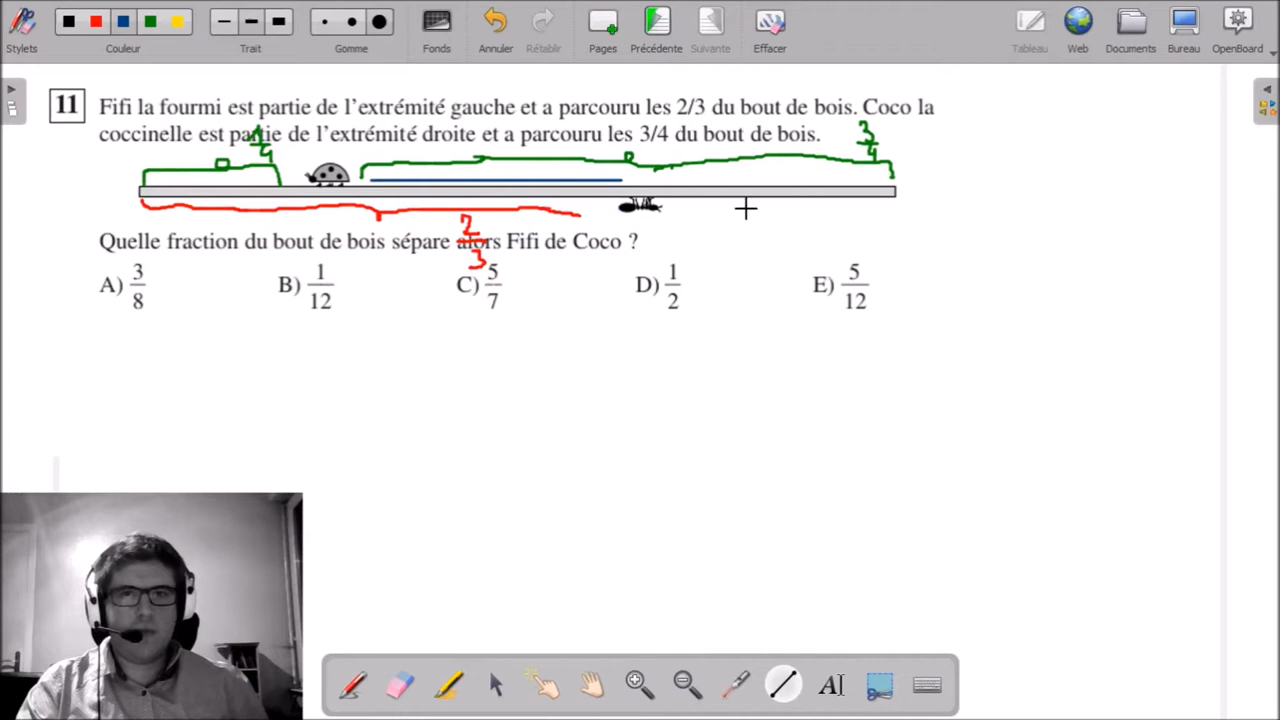 Stylets Couleur Trait Gomme Fonds Annuler Rétablir Pages Précédente Suivante Effacer Tableau Web Documents Bureau OpenBoard
11 Fifi la fourmi est partie de l’extrémité gauche et a parcouru les 2/3 du bout de bois. Coco la
coccinelle est partie de l’extrémité droite et a parcouru les 3/4 du bout de bois.
1/4
3/4
2/3
Quelle fraction du bout de bois sépare alors Fifi de Coco ?
A) 3/8 B) 1/12 C) 5/7 D) 1/2 E) 5/12
AI